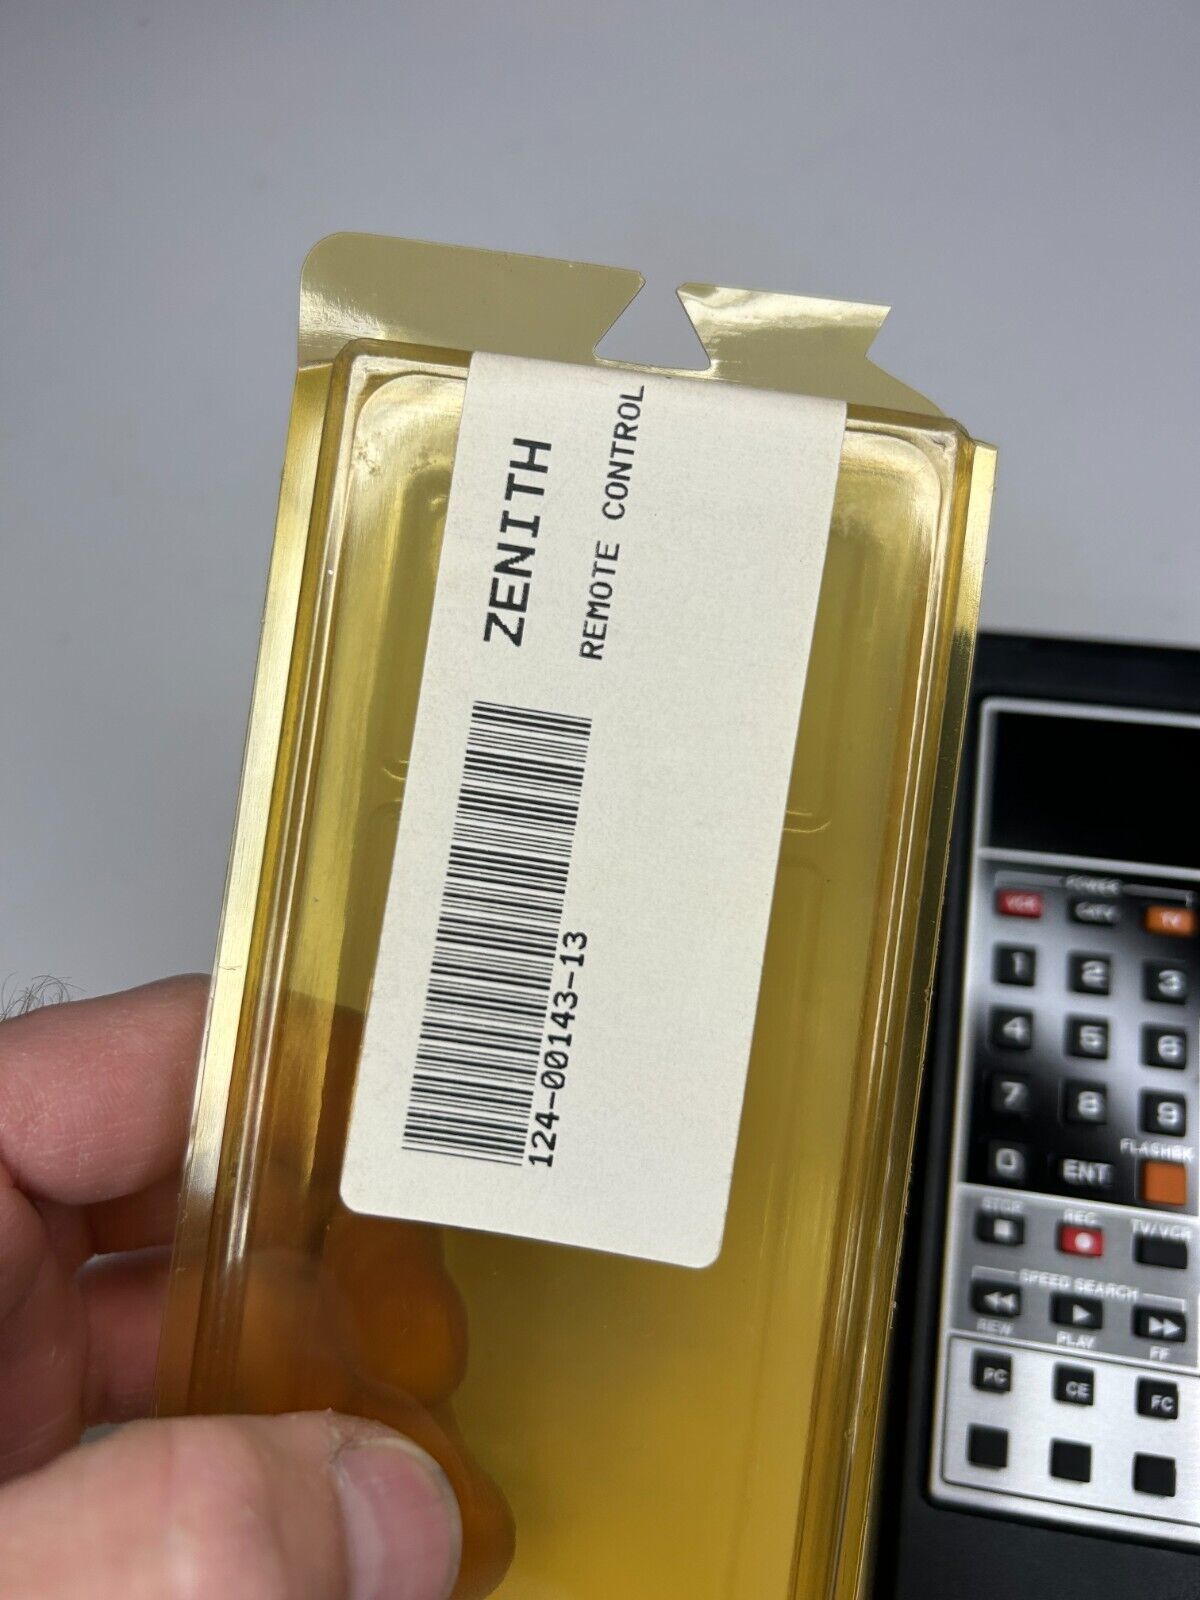 ZENITH
REMOTE CONTROL
124-00143-13
POWER
VCR CATV TV
1 2 3
4 5 6
7 8 9
FLASHBK
0 ENT
STOP REC TV/VCR
SPEED SEARCH
REW PLAY FF
PC CE FC